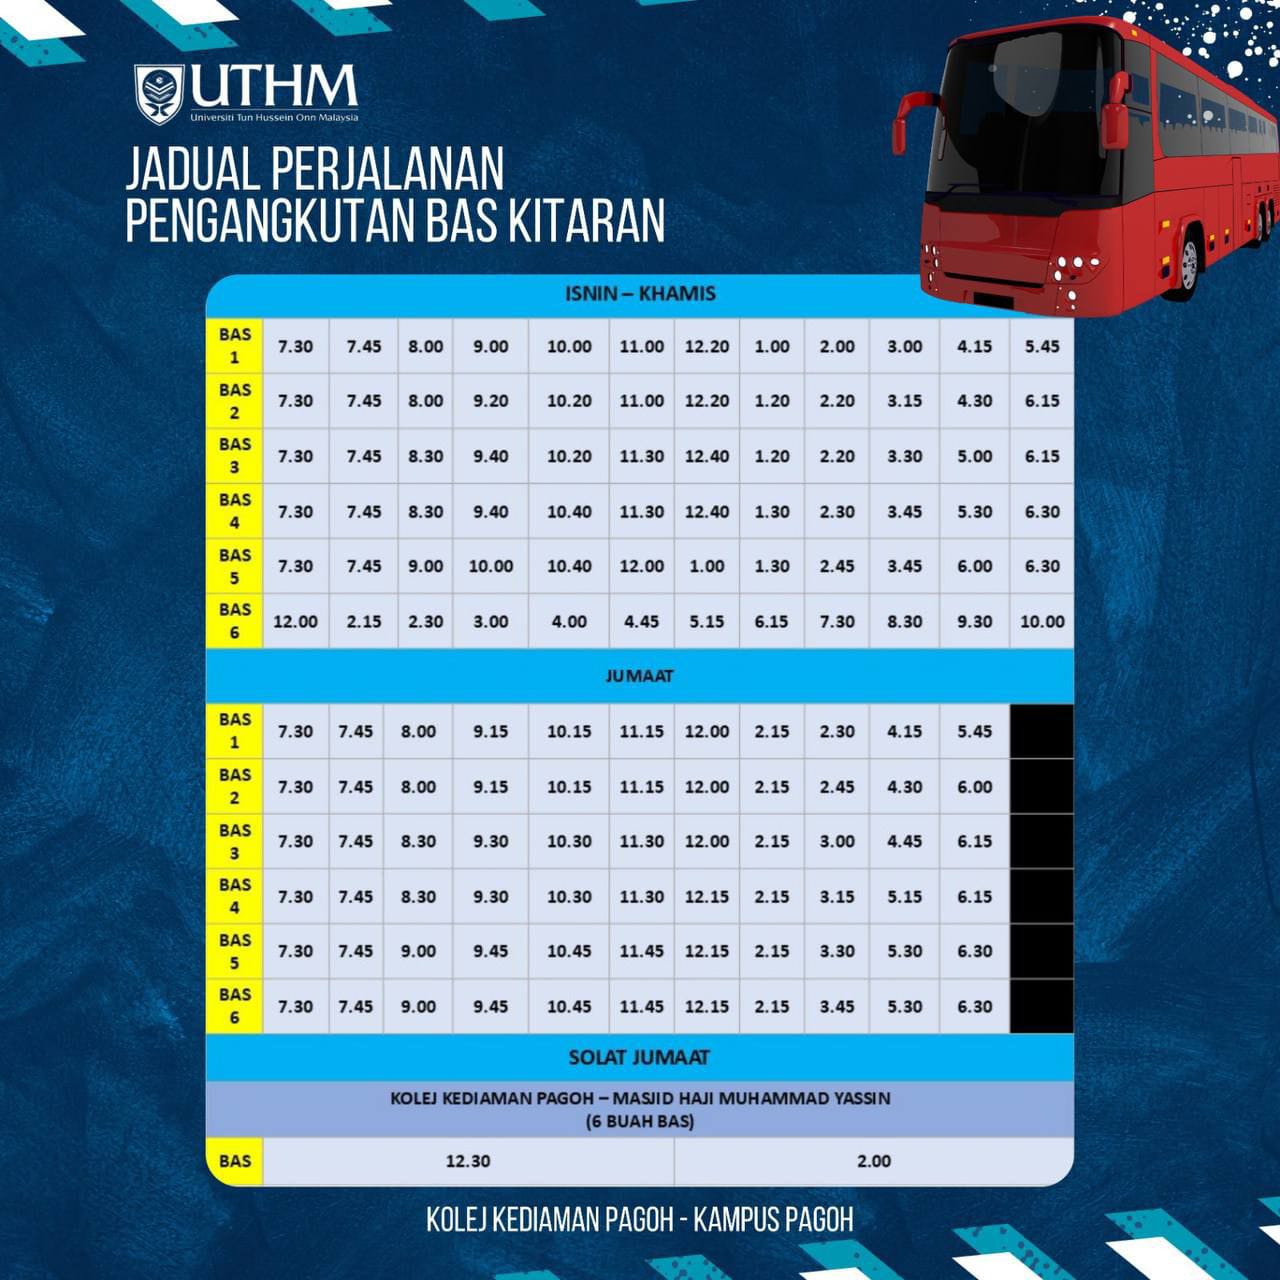 UTHM
Universiti Tun Hussein Onn Malaysia
JADUAL PERJALANAN
PENGANGKUTAN BAS KITARAN
ISNIN – KHAMIS
BAS 1 7.30 7.45 8.00 9.00 10.00 11.00 12.20 1.00 2.00 3.00 4.15 5.45
BAS 2 7.30 7.45 8.00 9.20 10.20 11.00 12.20 1.20 2.20 3.15 4.30 6.15
BAS 3 7.30 7.45 8.30 9.40 10.20 11.30 12.40 1.20 2.20 3.30 5.00 6.15
BAS 4 7.30 7.45 8.30 9.40 10.40 11.30 12.40 1.30 2.30 3.45 5.30 6.30
BAS 5 7.30 7.45 9.00 10.00 10.40 12.00 1.00 1.30 2.45 3.45 6.00 6.30
BAS 6 12.00 2.15 2.30 3.00 4.00 4.45 5.15 6.15 7.30 8.30 9.30 10.00
JUMAAT
BAS 1 7.30 7.45 8.00 9.15 10.15 11.15 12.00 2.15 2.30 4.15 5.45
BAS 2 7.30 7.45 8.00 9.15 10.15 11.15 12.00 2.15 2.45 4.30 6.00
BAS 3 7.30 7.45 8.30 9.30 10.30 11.30 12.00 2.15 3.00 4.45 6.15
BAS 4 7.30 7.45 8.30 9.30 10.30 11.30 12.15 2.15 3.15 5.15 6.15
BAS 5 7.30 7.45 9.00 9.45 10.45 11.45 12.15 2.15 3.30 5.30 6.30
BAS 6 7.30 7.45 9.00 9.45 10.45 11.45 12.15 2.15 3.45 5.30 6.30
SOLAT JUMAAT
KOLEJ KEDIAMAN PAGOH – MASJID HAJI MUHAMMAD YASSIN
(6 BUAH BAS)
BAS 12.30 2.00
KOLEJ KEDIAMAN PAGOH - KAMPUS PAGOH